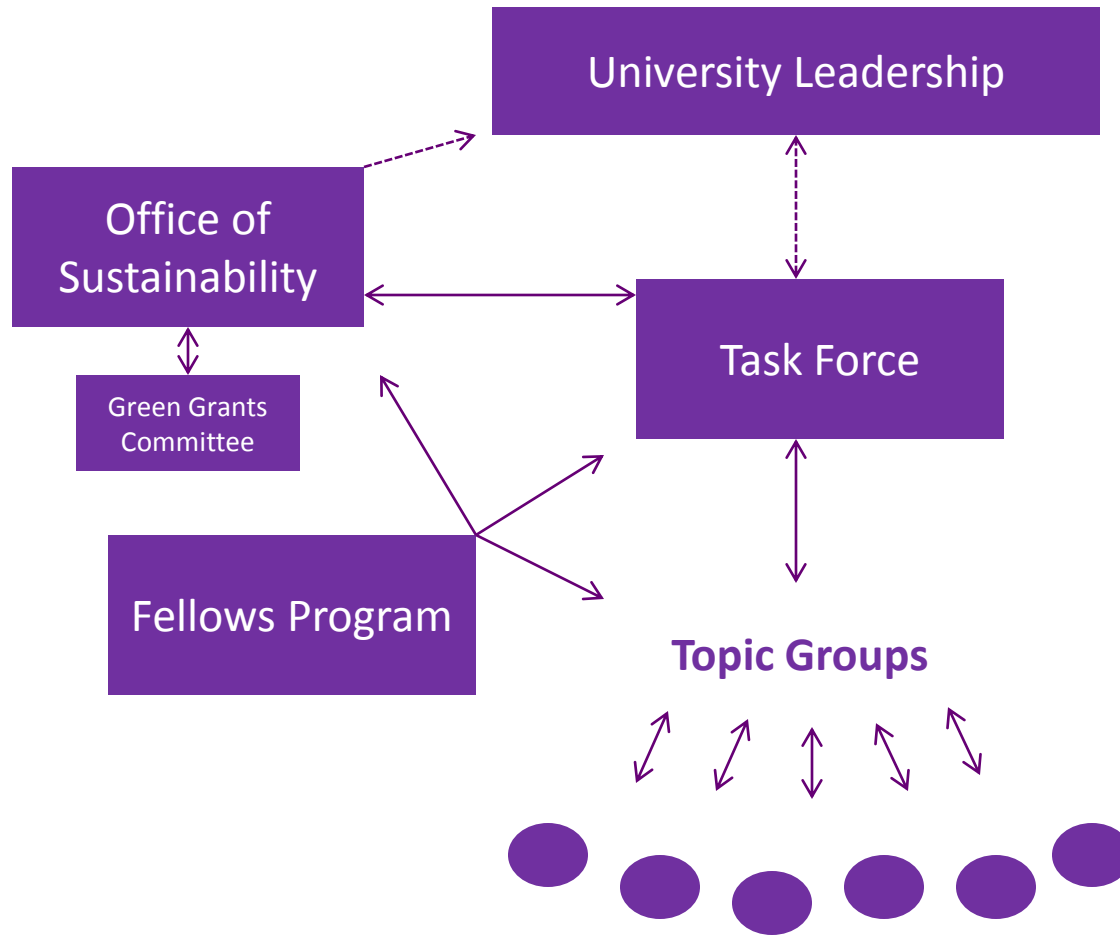 University Leadership
Office of
Sustainability
Task Force
Green Grants
Committee
Fellows Program
Topic Groups